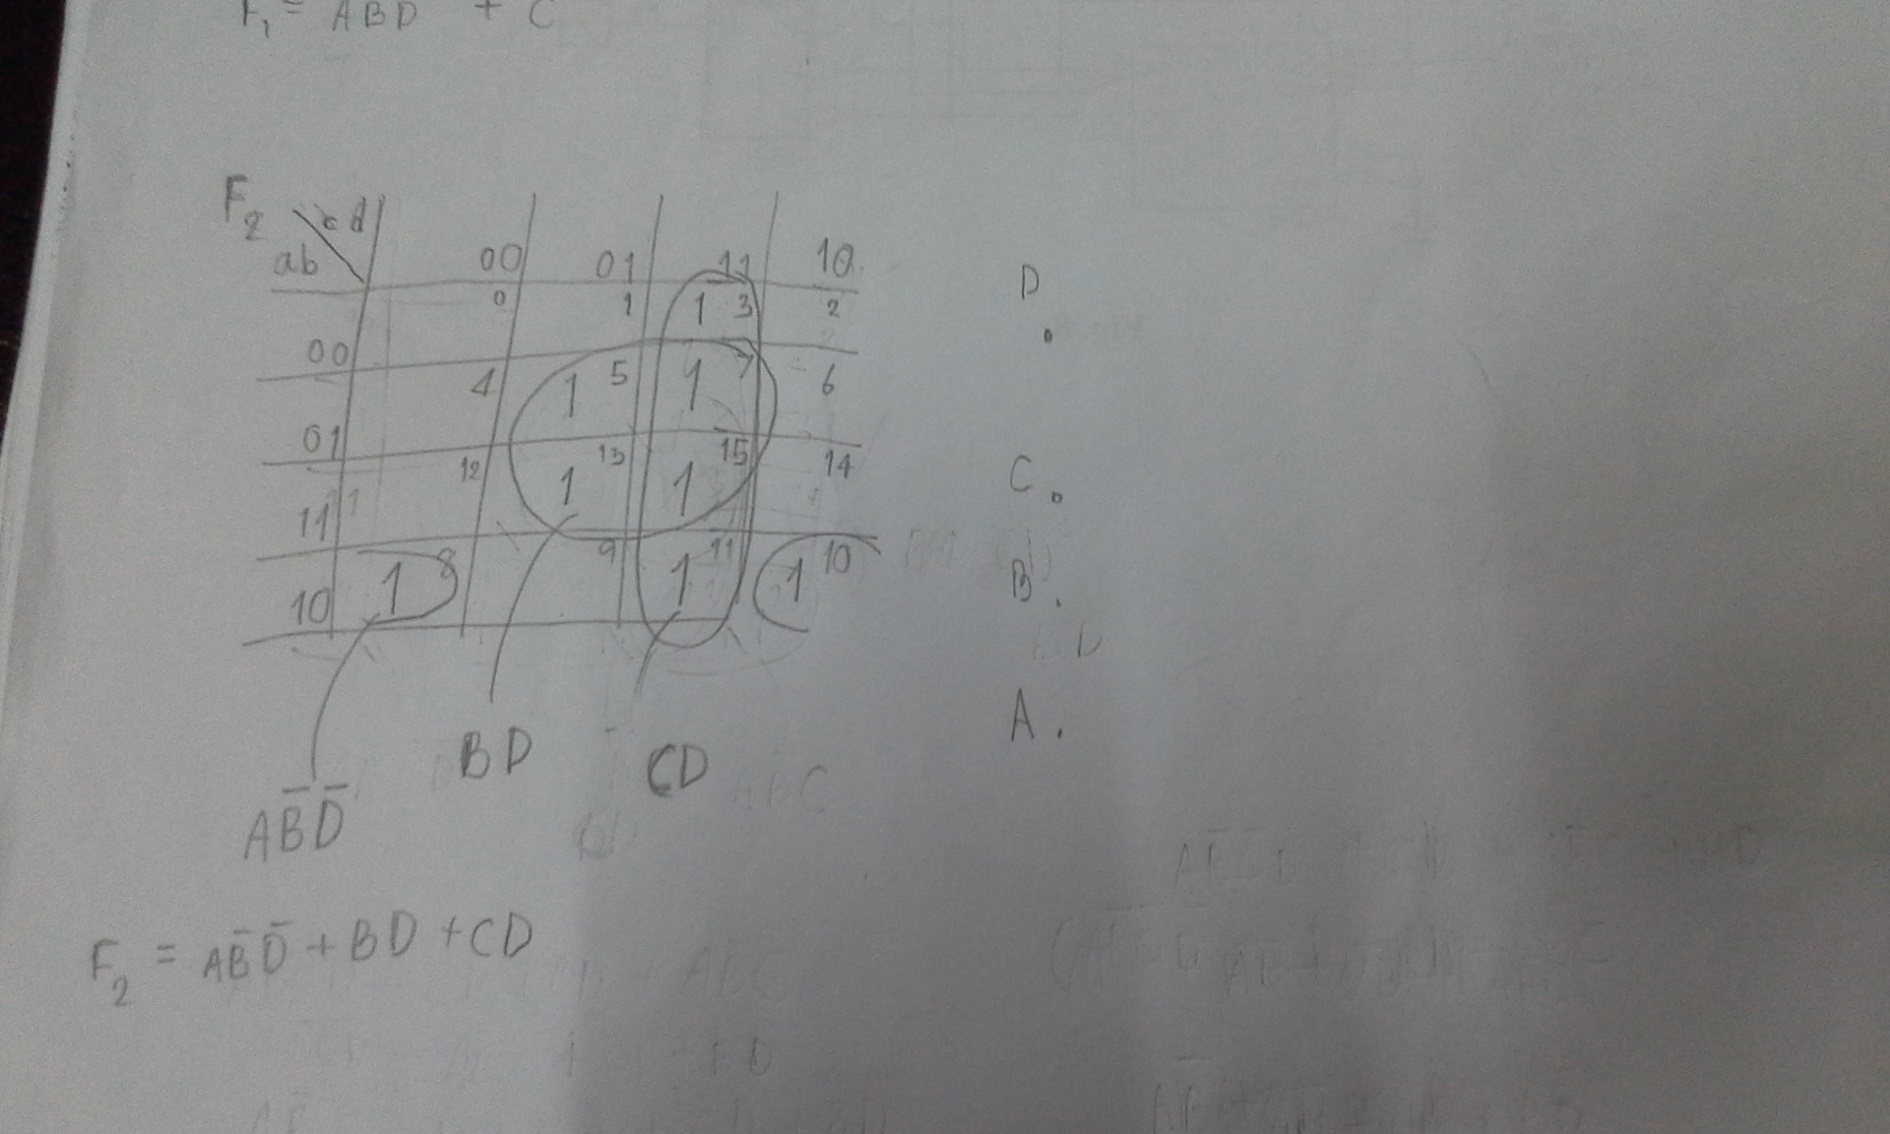 F₁ = ABD + C
F₂
cd
ab 00 01 11 10
0 1 1 3 2
00
4 1 5 1 7 6
01
12 1 13 1 15 14
11
1 8 9 1 11 1 10
10
D
.
C .
B .
A .
BD CD
AB̅D̅
F₂ = AB̅D̅ + BD + CD